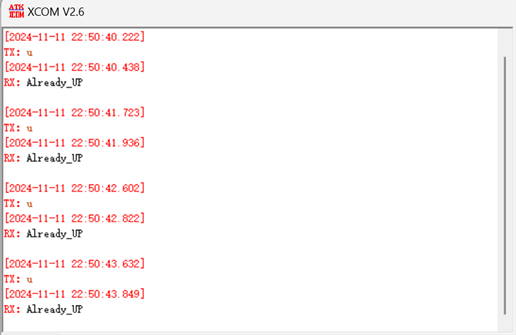 ATK
XCOM XCOM V2.6
[2024-11-11 22:50:40.222]
TX: u
[2024-11-11 22:50:40.438]
RX: Already_UP
[2024-11-11 22:50:41.723]
TX: u
[2024-11-11 22:50:41.936]
RX: Already_UP
[2024-11-11 22:50:42.602]
TX: u
[2024-11-11 22:50:42.822]
RX: Already_UP
[2024-11-11 22:50:43.632]
TX: u
[2024-11-11 22:50:43.849]
RX: Already_UP